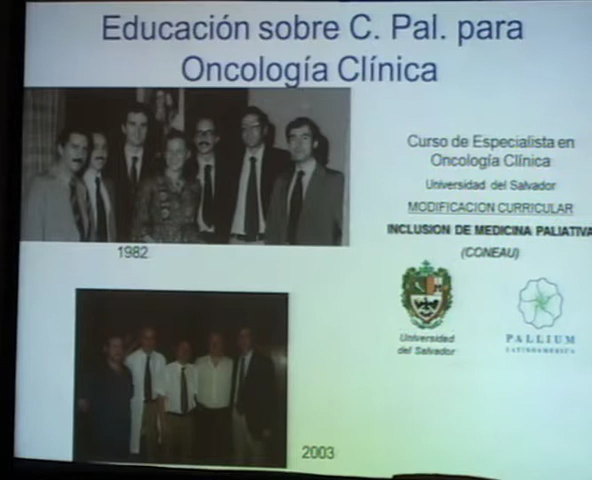 Educación sobre C. Pal. para
Oncología Clínica
Curso de Especialista en
Oncología Clínica
Universidad del Salvador
MODIFICACION CURRICULAR
INCLUSION DE MEDICINA PALIATIVA
(CONEAU)
1982
Universidad
del Salvador
PALLIUM
LATINOAMERICA
2003